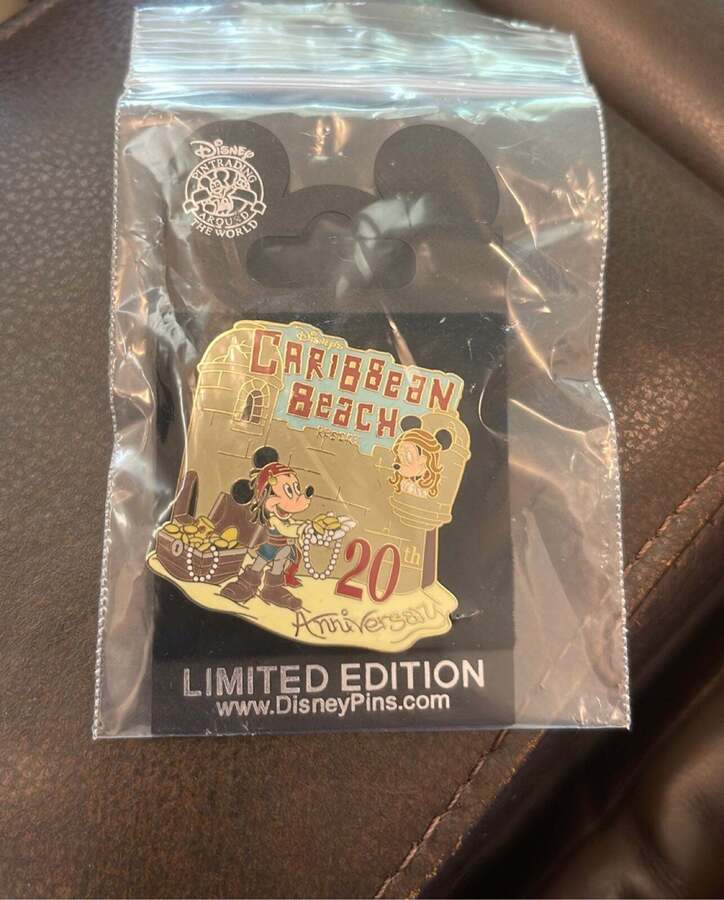 Disney
PIN TRADING
AROUND
THE WORLD
Disney's
CARIBBEAN
BEACH
RESORT
20th
Anniversary
LIMITED EDITION
www.DisneyPins.com